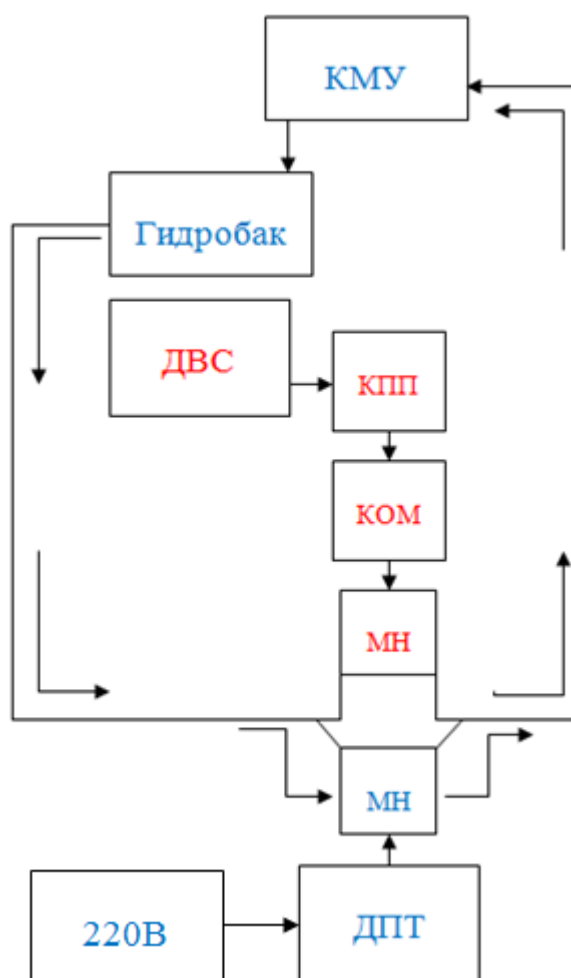 КМУ
Гидробак
ДВС
КПП
КОМ
МН
МН
220В
ДПТ